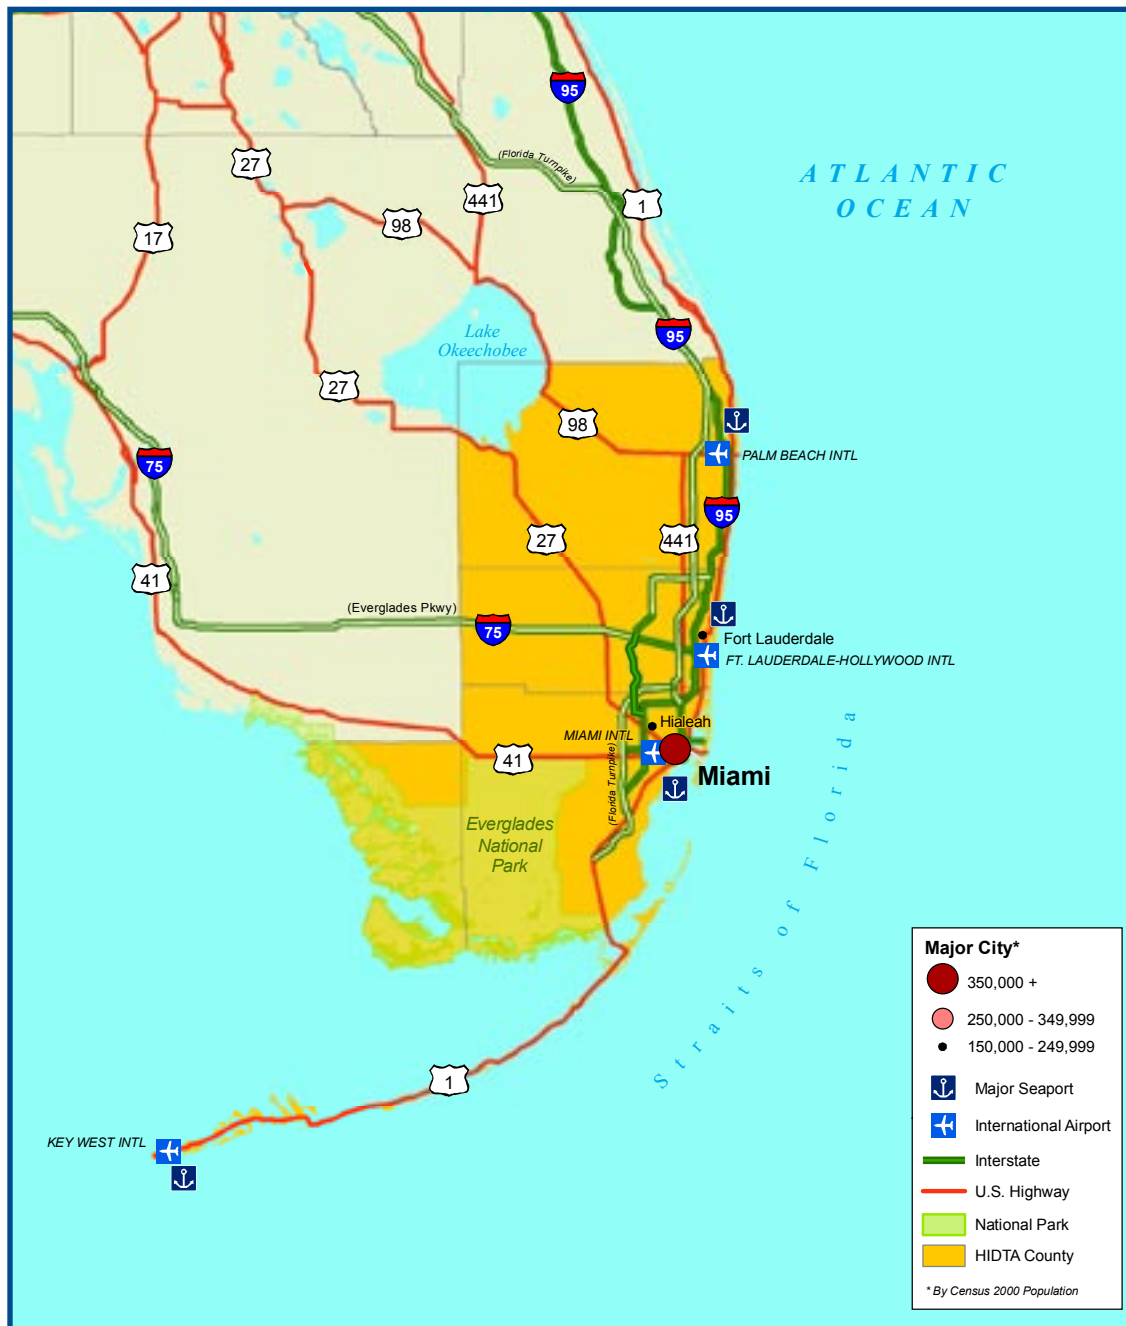 95
(Florida Turnpike)
27
441
1
ATLANTIC
OCEAN
98
17
95
Lake
Okeechobee
27
98
PALM BEACH INTL
75
95
27
441
41
(Everglades Pkwy)
75
Fort Lauderdale
FT. LAUDERDALE-HOLLYWOOD INTL
Hialeah
MIAMI INTL
41
Miami
(Florida Turnpike)
Straits of Florida
Everglades
National
Park
1
KEY WEST INTL
Major City*
350,000 +
250,000 - 349,999
150,000 - 249,999
Major Seaport
International Airport
Interstate
U.S. Highway
National Park
HIDTA County
* By Census 2000 Population